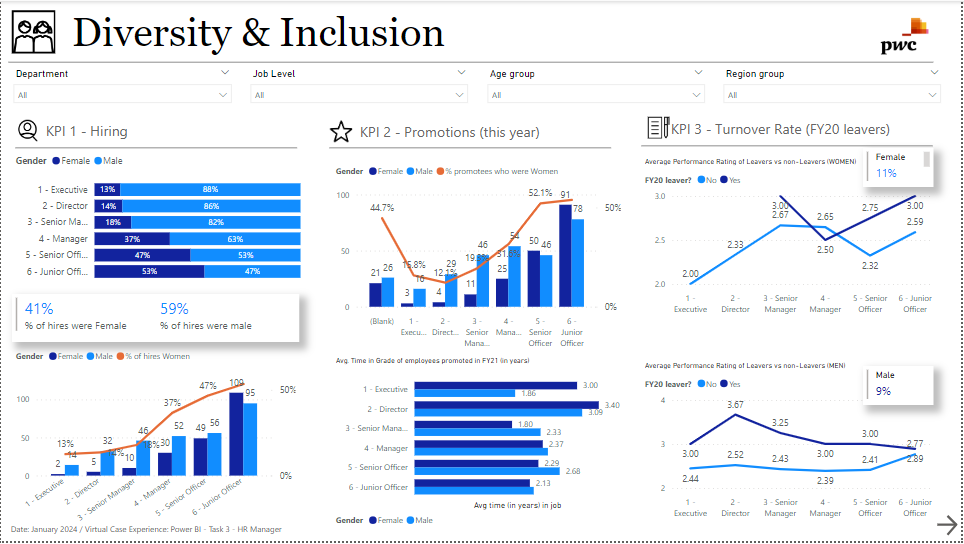 Diversity & Inclusion
pwc
Department
Job Level
Age group
Region group
All
All
All
All
KPI 1 - Hiring
KPI 2 - Promotions (this year)
KPI 3 - Turnover Rate (FY20 leavers)
Gender Female Male
1 - Executive 13% 88%
2 - Director 14% 86%
3 - Senior Ma... 18% 82%
4 - Manager 37% 63%
5 - Senior Offi... 47% 53%
6 - Junior Offi... 53% 47%
41%
% of hires were Female
59%
% of hires were male
Gender Female Male % of hires Women
100
50
0
50%
0%
13%
2
14
5
32
14%
10
46
18%
37%
30
52
47%
49
56
109
95
1 - Executive
2 - Director
3 - Senior Manager
4 - Manager
5 - Senior Officer
6 - Junior Officer
Date: January 2024 / Virtual Case Experience: Power BI - Task 3 - HR Manager
Gender Female Male % promotees who were Women
100
50
0
50%
0%
44.7%
21
26
15.8%
3
16
12.1%
4
29
11
46
25
54
52.1%
50
46
91
78
(Blank)
1 -
Execu...
2 -
Direct...
3 -
Senior
Mana...
4 -
Mana...
5 -
Senior
Officer
6 -
Junior
Officer
Avg. Time in Grade of employees promoted in FY21 (in years)
1 - Executive 3.00
1.86
2 - Director 3.40
3.09
3 - Senior Mana... 1.80
2.33
4 - Manager 2.37
5 - Senior Officer 2.29
2.68
6 - Junior Officer 2.13
Avg time (in years) in job
Gender Female Male
Average Performance Rating of Leavers vs non-Leavers (WOMEN)
Female
11%
FY20 leaver? No Yes
3.0
2.5
2.0
2.00
2.33
3.00
2.67
2.65
2.50
2.75
2.32
3.00
2.59
1 -
Executive
2 -
Director
3 - Senior
Manager
4 -
Manager
5 - Senior
Officer
6 - Junior
Officer
Average Performance Rating of Leavers vs non-Leavers (MEN)
Male
9%
FY20 leaver? No Yes
4
3
2
3.00
2.44
3.67
2.52
3.25
2.43
3.00
2.39
3.00
2.41
2.77
2.89
1 -
Executive
2 -
Director
3 - Senior
Manager
4 -
Manager
5 - Senior
Officer
6 - Junior
Officer